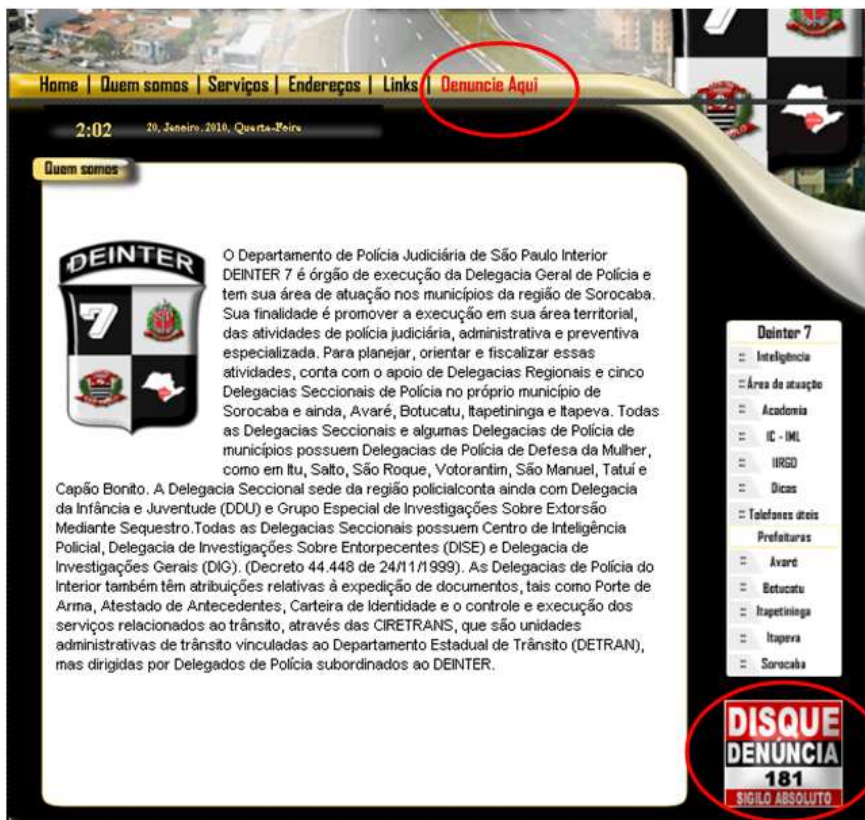 Home | Quem somos | Serviços | Endereços | Links | Denuncie Aqui
2:02 20, Janeiro, 2010, Quarta-Feira
Quem somos
DEINTER
7
O Departamento de Polícia Judiciária de São Paulo Interior
DEINTER 7 é órgão de execução da Delegacia Geral de Polícia e
tem sua área de atuação nos municípios da região de Sorocaba.
Sua finalidade é promover a execução em sua área territorial,
das atividades de polícia judiciária, administrativa e preventiva
especializada. Para planejar, orientar e fiscalizar essas
atividades, conta com o apoio de Delegacias Regionais e cinco
Delegacias Seccionais de Polícia no próprio município de
Sorocaba e ainda, Avaré, Botucatu, Itapetininga e Itapeva. Todas
as Delegacias Seccionais e algumas Delegacias de Polícia de
municípios possuem Delegacias de Polícia de Defesa da Mulher,
como em Itu, Salto, São Roque, Votorantim, São Manuel, Tatuí e
Capão Bonito. A Delegacia Seccional sede da região policialconta ainda com Delegacia
da Infância e Juventude (DDU) e Grupo Especial de Investigações Sobre Extorsão
Mediante Sequestro.Todas as Delegacias Seccionais possuem Centro de Inteligência
Policial, Delegacia de Investigações Sobre Entorpecentes (DISE) e Delegacia de
Investigações Gerais (DIG). (Decreto 44.448 de 24/11/1999). As Delegacias de Polícia do
Interior também têm atribuições relativas à expedição de documentos, tais como Porte de
Arma, Atestado de Antecedentes, Carteira de Identidade e o controle e execução dos
serviços relacionados ao trânsito, através das CIRETRANS, que são unidades
administrativas de trânsito vinculadas ao Departamento Estadual de Trânsito (DETRAN),
mas dirigidas por Delegados de Polícia subordinados ao DEINTER.
Deinter 7
:: Inteligência
:: Área de atuação
:: Academia
:: IC - IML
:: IIRGD
:: Dicas
:: Telefones úteis
Prefeituras
:: Avaré
:: Botucatu
:: Itapetininga
:: Itapeva
:: Sorocaba
DISQUE
DENÚNCIA
181
SIGILO ABSOLUTO